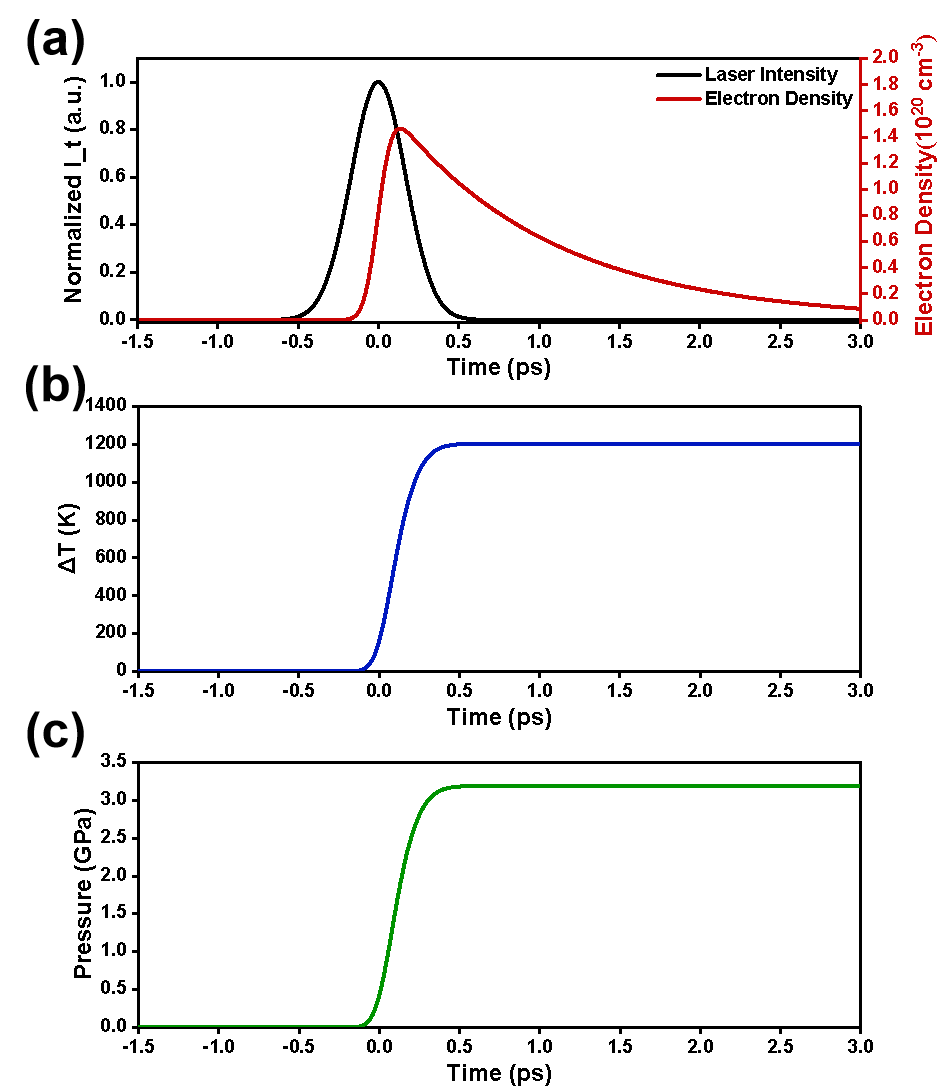 (a)
Laser Intensity
Electron Density
Normalized I_t (a.u.)
1.0
0.8
0.6
0.4
0.2
0.0
2.0
1.8
1.6
1.4
1.2
1.0
0.8
0.6
0.4
0.2
0.0
Electron Density(10²⁰ cm⁻³)
-1.5 -1.0 -0.5 0.0 0.5 1.0 1.5 2.0 2.5 3.0
Time (ps)
(b)
ΔT (K)
1400
1200
1000
800
600
400
200
0
-1.5 -1.0 -0.5 0.0 0.5 1.0 1.5 2.0 2.5 3.0
Time (ps)
(c)
Pressure (GPa)
3.5
3.0
2.5
2.0
1.5
1.0
0.5
0.0
-1.5 -1.0 -0.5 0.0 0.5 1.0 1.5 2.0 2.5 3.0
Time (ps)